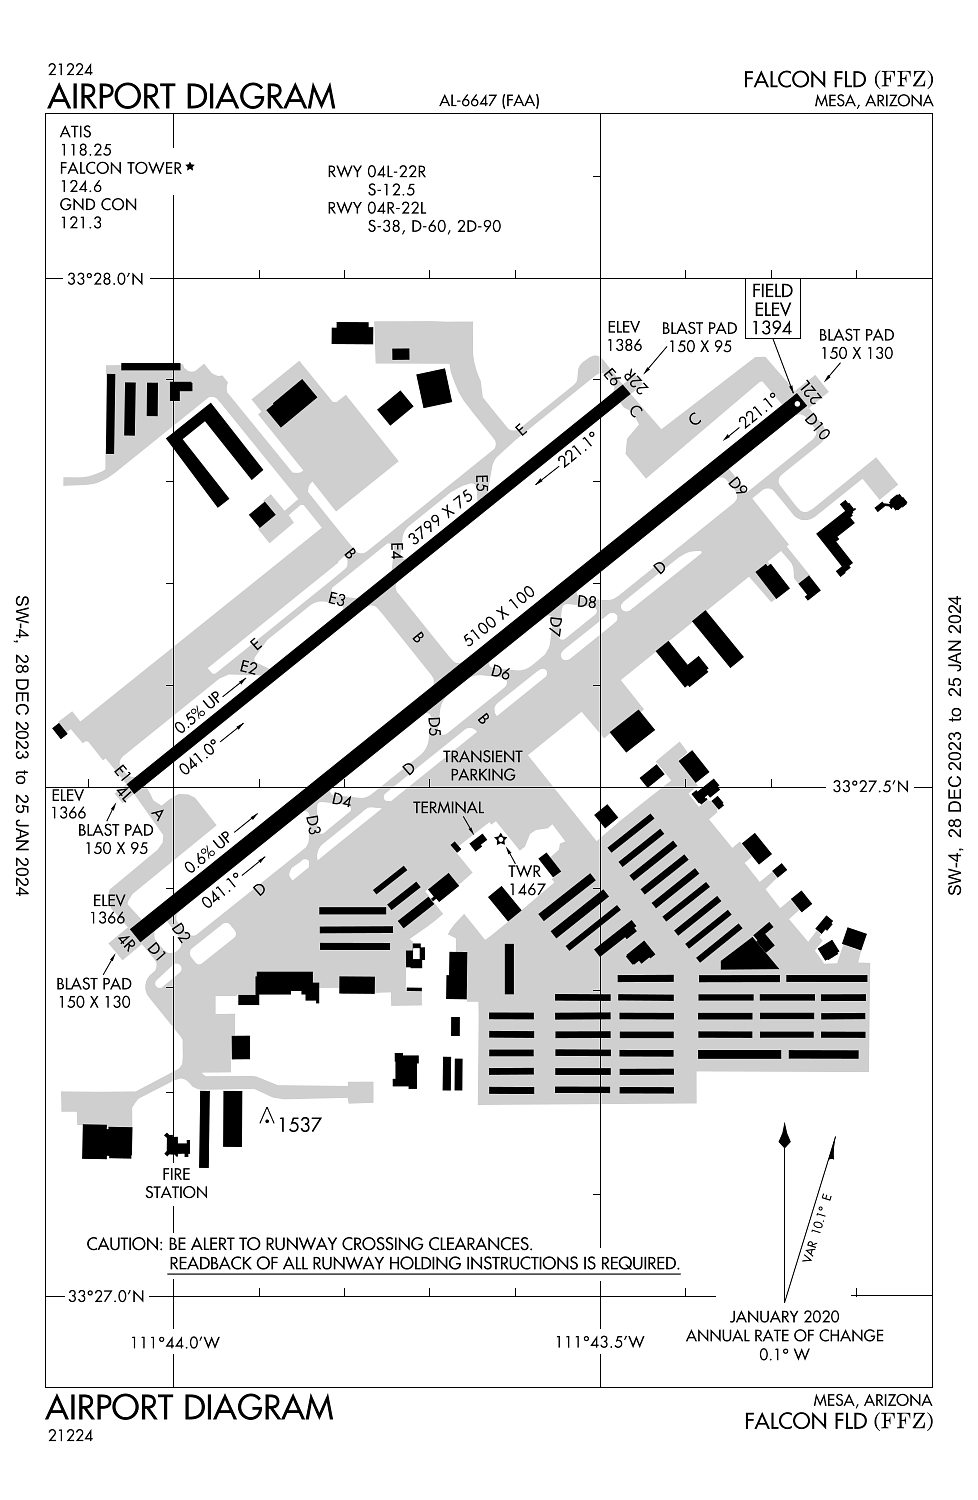 21224
AIRPORT DIAGRAM
AL-6647 (FAA)
FALCON FLD (FFZ)
MESA, ARIZONA
ATIS
118.25
FALCON TOWER★
124.6
GND CON
121.3
RWY 04L-22R
S-12.5
RWY 04R-22L
S-38, D-60, 2D-90
33°28.0'N
FIELD
ELEV
1394
ELEV
1386
BLAST PAD
150 X 95
BLAST PAD
150 X 130
E6
22R
22L
C
C
D10
221.1°
221.1°
E
E5
D9
3799 X 75
E4
B
D
E3
5100 X 100
D8
D7
B
E
E2
D6
0.5% UP
041.0°
D5
B
TRANSIENT
PARKING
D
E1
4L
33°27.5'N
ELEV
1366
A
D4
TERMINAL
BLAST PAD
150 X 95
D3
0.6% UP
041.1°
D
TWR
1467
ELEV
1366
4R
D1
D2
BLAST PAD
150 X 130
1537
FIRE
STATION
VAR 10.1° E
CAUTION: BE ALERT TO RUNWAY CROSSING CLEARANCES.
READBACK OF ALL RUNWAY HOLDING INSTRUCTIONS IS REQUIRED.
33°27.0'N
JANUARY 2020
ANNUAL RATE OF CHANGE
0.1° W
111°44.0'W
111°43.5'W
SW-4, 28 DEC 2023 to 25 JAN 2024
SW-4, 28 DEC 2023 to 25 JAN 2024
AIRPORT DIAGRAM
21224
MESA, ARIZONA
FALCON FLD (FFZ)